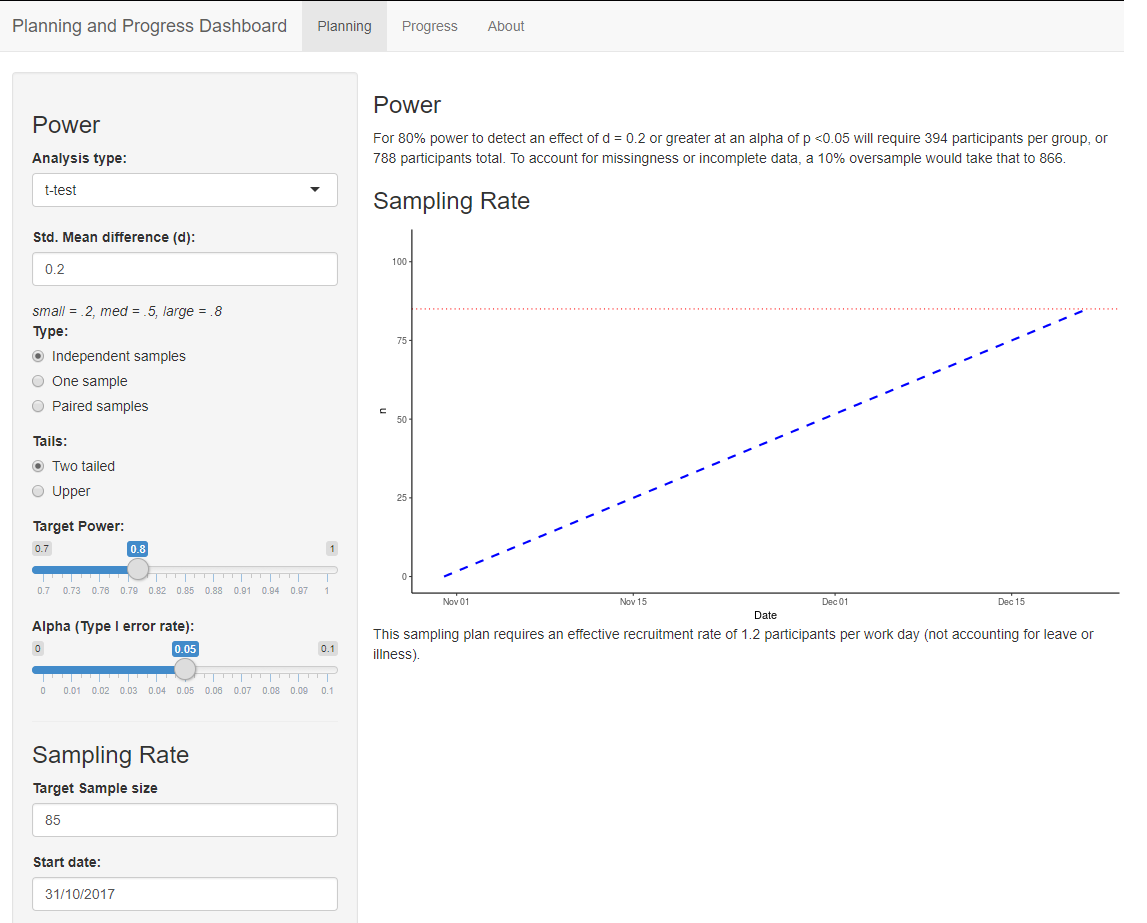 Planning and Progress Dashboard Planning Progress About
Power
Analysis type:
t-test
Std. Mean difference (d):
0.2
small = .2, med = .5, large = .8
Type:
Independent samples
One sample
Paired samples
Tails:
Two tailed
Upper
Target Power:
0.7 0.8 1
0.7 0.73 0.76 0.79 0.82 0.85 0.88 0.91 0.94 0.97 1
Alpha (Type I error rate):
0 0.05 0.1
0 0.01 0.02 0.03 0.04 0.05 0.06 0.07 0.08 0.09 0.1
Sampling Rate
Target Sample size
85
Start date:
31/10/2017
Power
For 80% power to detect an effect of d = 0.2 or greater at an alpha of p <0.05 will require 394 participants per group, or
788 participants total. To account for missingness or incomplete data, a 10% oversample would take that to 866.
Sampling Rate
100
75
50
25
0
n
Nov 01 Nov 15 Dec 01 Dec 15
Date
This sampling plan requires an effective recruitment rate of 1.2 participants per work day (not accounting for leave or
illness).